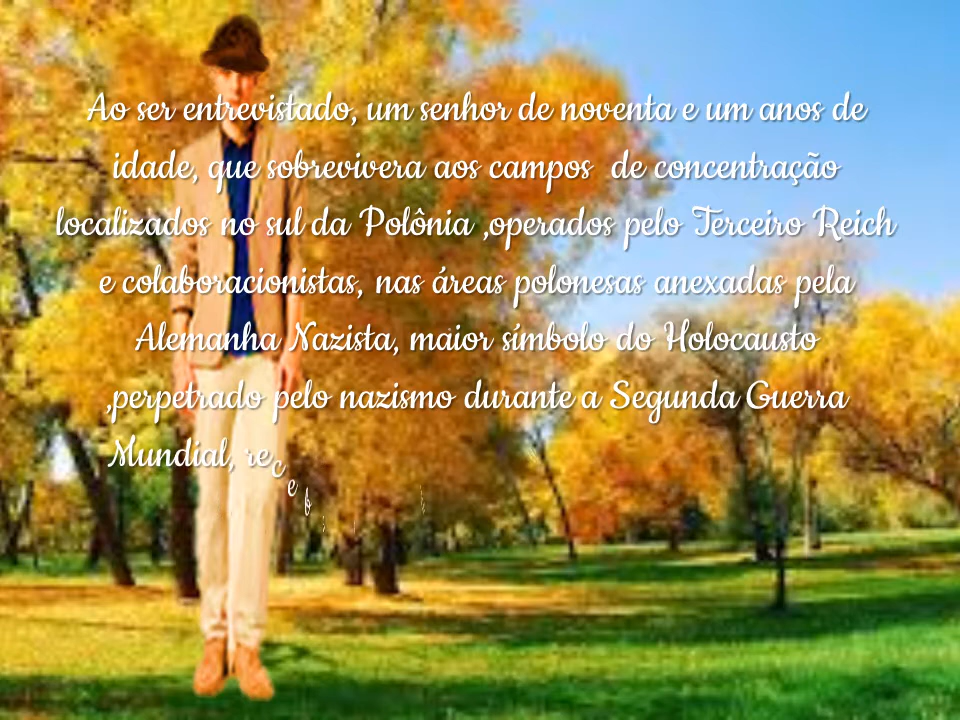 Ao ser entrevistado, um senhor de noventa e um anos de
idade, que sobrevivera aos campos  de concentração
localizados no sul da Polônia ,operados pelo Terceiro Reich
e colaboracionistas, nas áreas polonesas anexadas pela
Alemanha Nazista, maior símbolo do Holocausto
,perpetrado pelo nazismo durante a Segunda Guerra
Mundial, receb